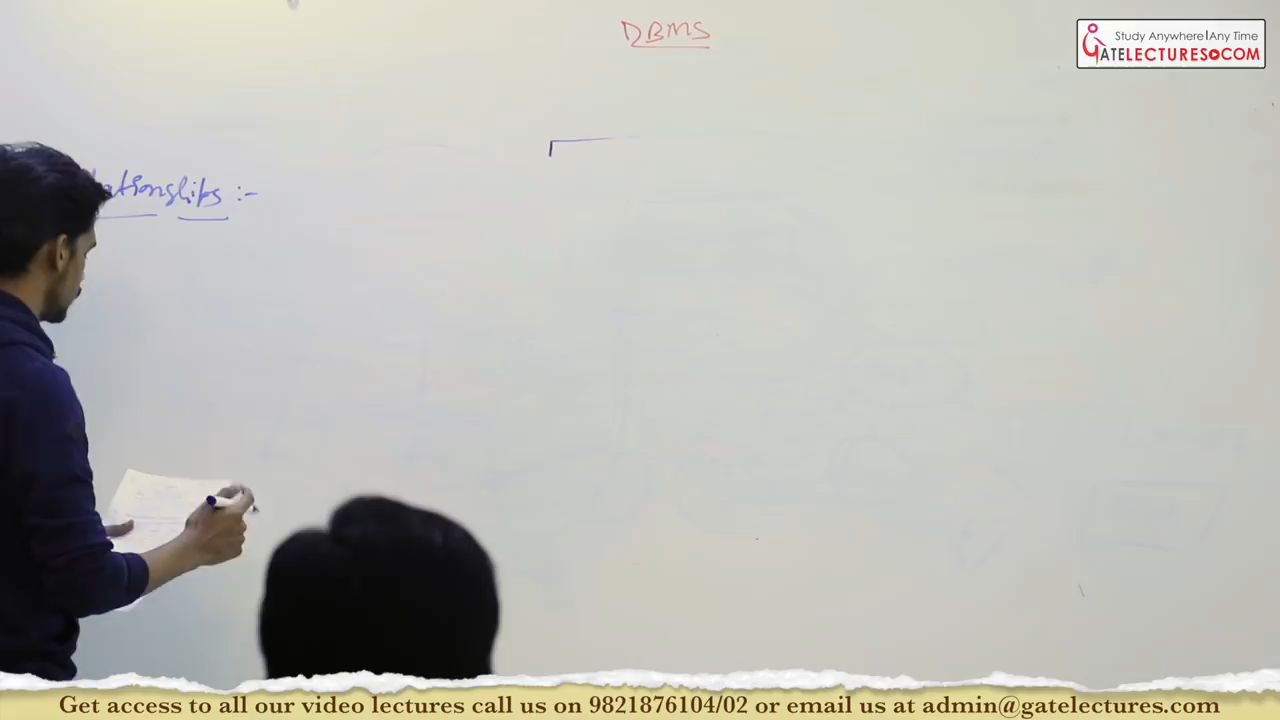 DBMS
Study Anywhere|Any Time
GATELECTURES.COM
lationships :-
Get access to all our video lectures call us on 9821876104/02 or email us at admin@gatelectures.com